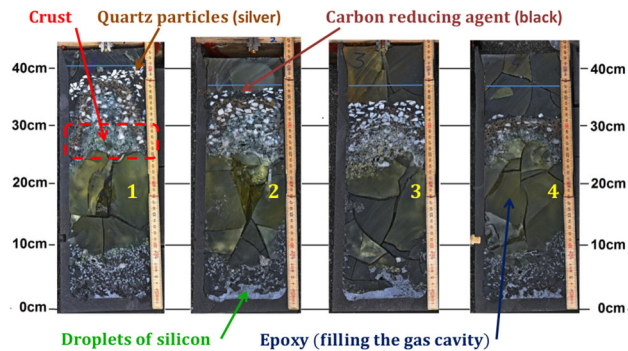 Crust
Quartz particles (silver)
Carbon reducing agent (black)
40cm
30cm
20cm
10cm
0cm
1
2
3
3
4
40cm
30cm
20cm
10cm
0cm
Droplets of silicon
Epoxy (filling the gas cavity)